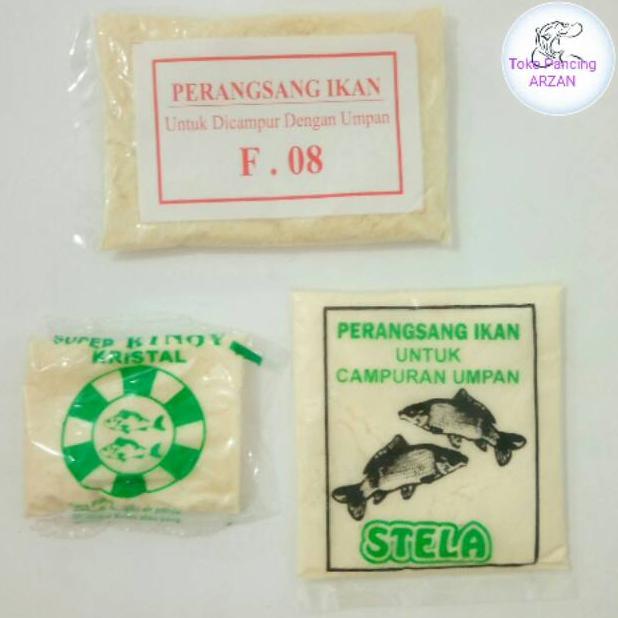 Toko Pancing
ARZAN
PERANGSANG IKAN
Untuk Dicampur Dengan Umpan
F . 08
SUPER KINOY
KRISTAL
PERANGSANG IKAN
UNTUK
CAMPURAN UMPAN
STELA